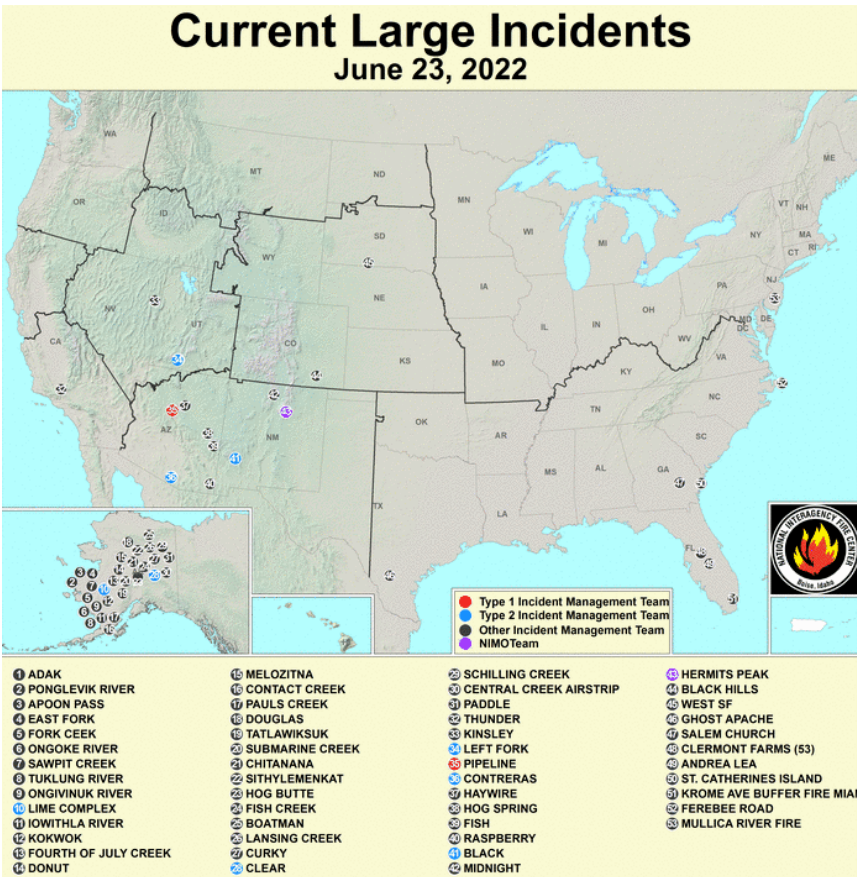 Current Large Incidents
June 23, 2022
WA
OR
ID
MT
ND
SD
WY
NE
NV
UT
CO
KS
CA
AZ
NM
OK
TX
MN
WI
MI
IA
IL
IN
OH
MO
KY
WV
VA
PA
NY
VT
NH
ME
MA
CT
RI
NJ
MD
DE
DC
NC
TN
SC
AR
MS
AL
GA
LA
FL
NATIONAL INTERAGENCY FIRE CENTER
Boise, Idaho
Type 1 Incident Management Team
Type 2 Incident Management Team
Other Incident Management Team
NIMOTeam
1 ADAK
2 PONGLEVIK RIVER
3 APOON PASS
4 EAST FORK
5 FORK CEEK
6 ONGOKE RIVER
7 SAWPIT CREEK
8 TUKLUNG RIVER
9 ONGIVINUK RIVER
10 LIME COMPLEX
11 IOWITHLA RIVER
12 KOKWOK
13 FOURTH OF JULY CREEK
14 DONUT
15 MELOZITNA
16 CONTACT CREEK
17 PAULS CREEK
18 DOUGLAS
19 TATLAWIKSUK
20 SUBMARINE CREEK
21 CHITANANA
22 SITHYLEMENKAT
23 HOG BUTTE
24 FISH CREEK
25 BOATMAN
26 LANSING CREEK
27 CURKY
28 CLEAR
29 SCHILLING CREEK
30 CENTRAL CREEK AIRSTRIP
31 PADDLE
32 THUNDER
33 KINSLEY
34 LEFT FORK
35 PIPELINE
36 CONTRERAS
37 HAYWIRE
38 HOG SPRING
39 FISH
40 RASPBERRY
41 BLACK
42 MIDNIGHT
43 HERMITS PEAK
44 BLACK HILLS
45 WEST SF
46 GHOST APACHE
47 SALEM CHURCH
48 CLERMONT FARMS (53)
49 ANDREA LEA
50 ST. CATHERINES ISLAND
51 KROME AVE BUFFER FIRE MIA
52 FEREBEE ROAD
53 MULLICA RIVER FIRE